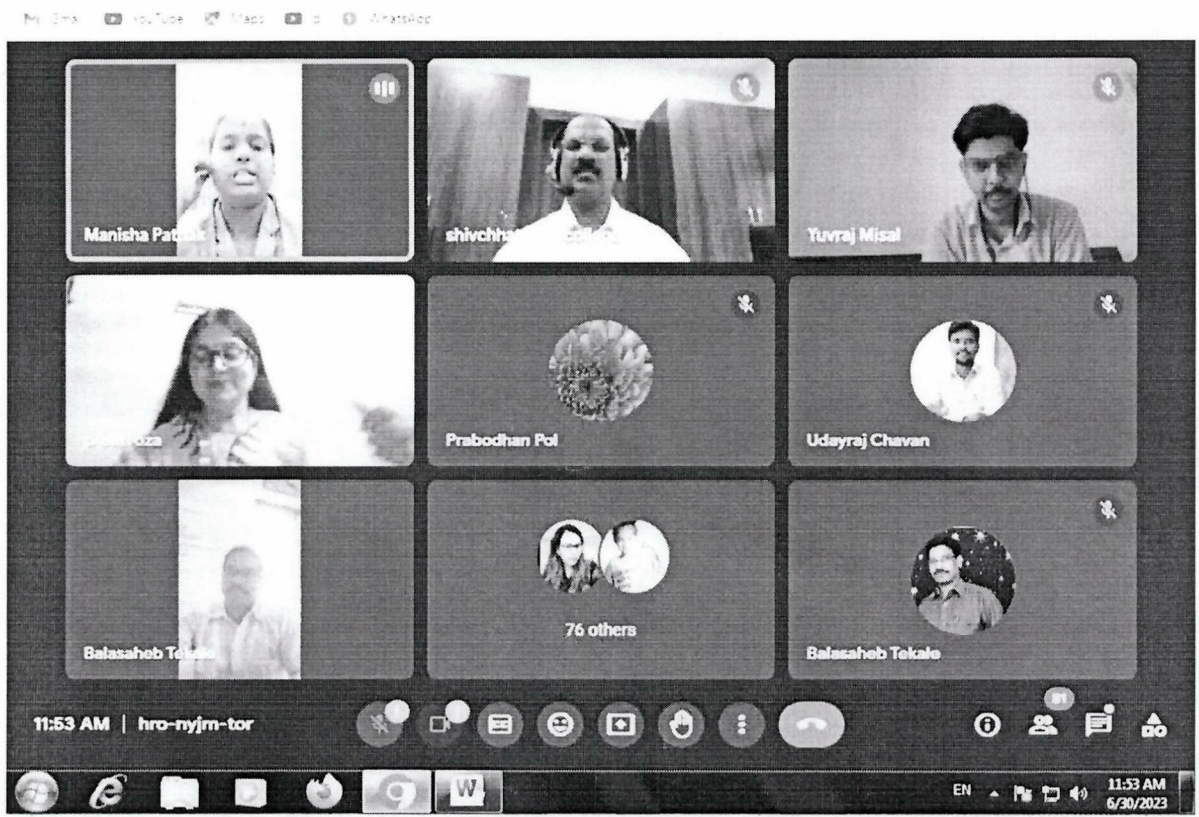 YouTube Maps WhatsApp
Manisha
Yuvraj Misal
Prabodhan Pol
Udayraj Chavan
Balasaheb
76 others
Balasaheb Tekale
11:53 AM | hro-nyjm-tor
W
EN
11:53 AM
6/30/2023